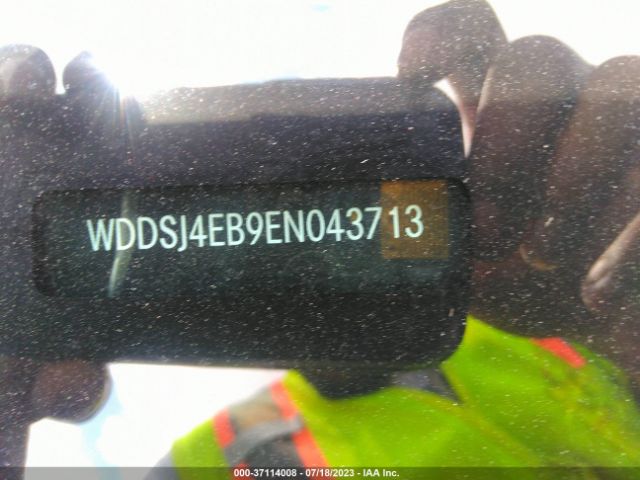 WDDSJ4EB9EN043713
000-37114008 - 07/18/2023 - IAA Inc.